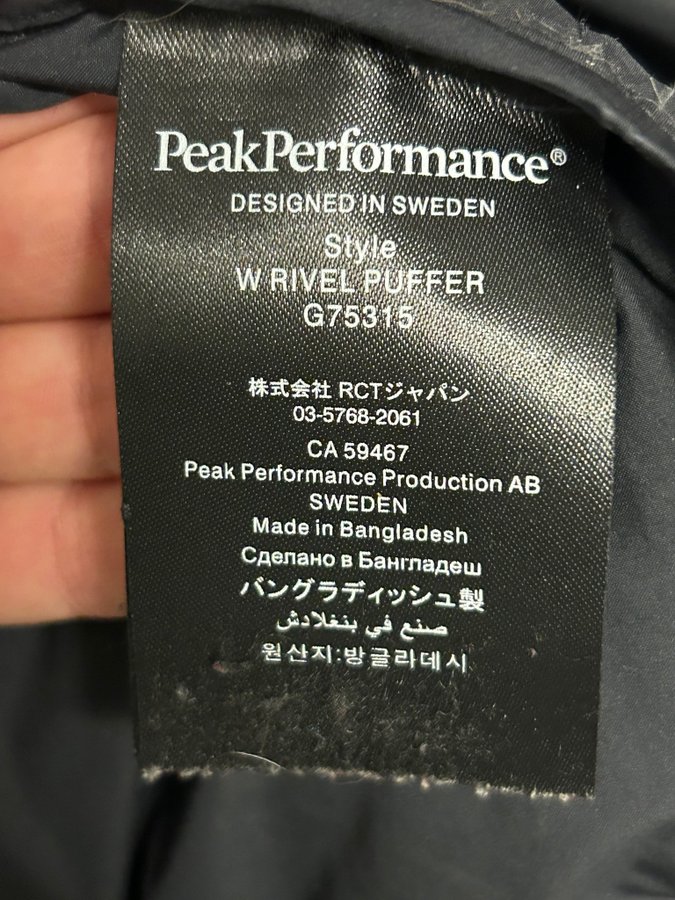 PeakPerformance®
DESIGNED IN SWEDEN
Style
W RIVEL PUFFER
G75315
株式会社 RCTジャパン
03-5768-2061
CA 59467
Peak Performance Production AB
SWEDEN
Made in Bangladesh
Сделано в Бангладеш
バングラディッシュ製
صنع في بنغلادش
원산지:방글라데시